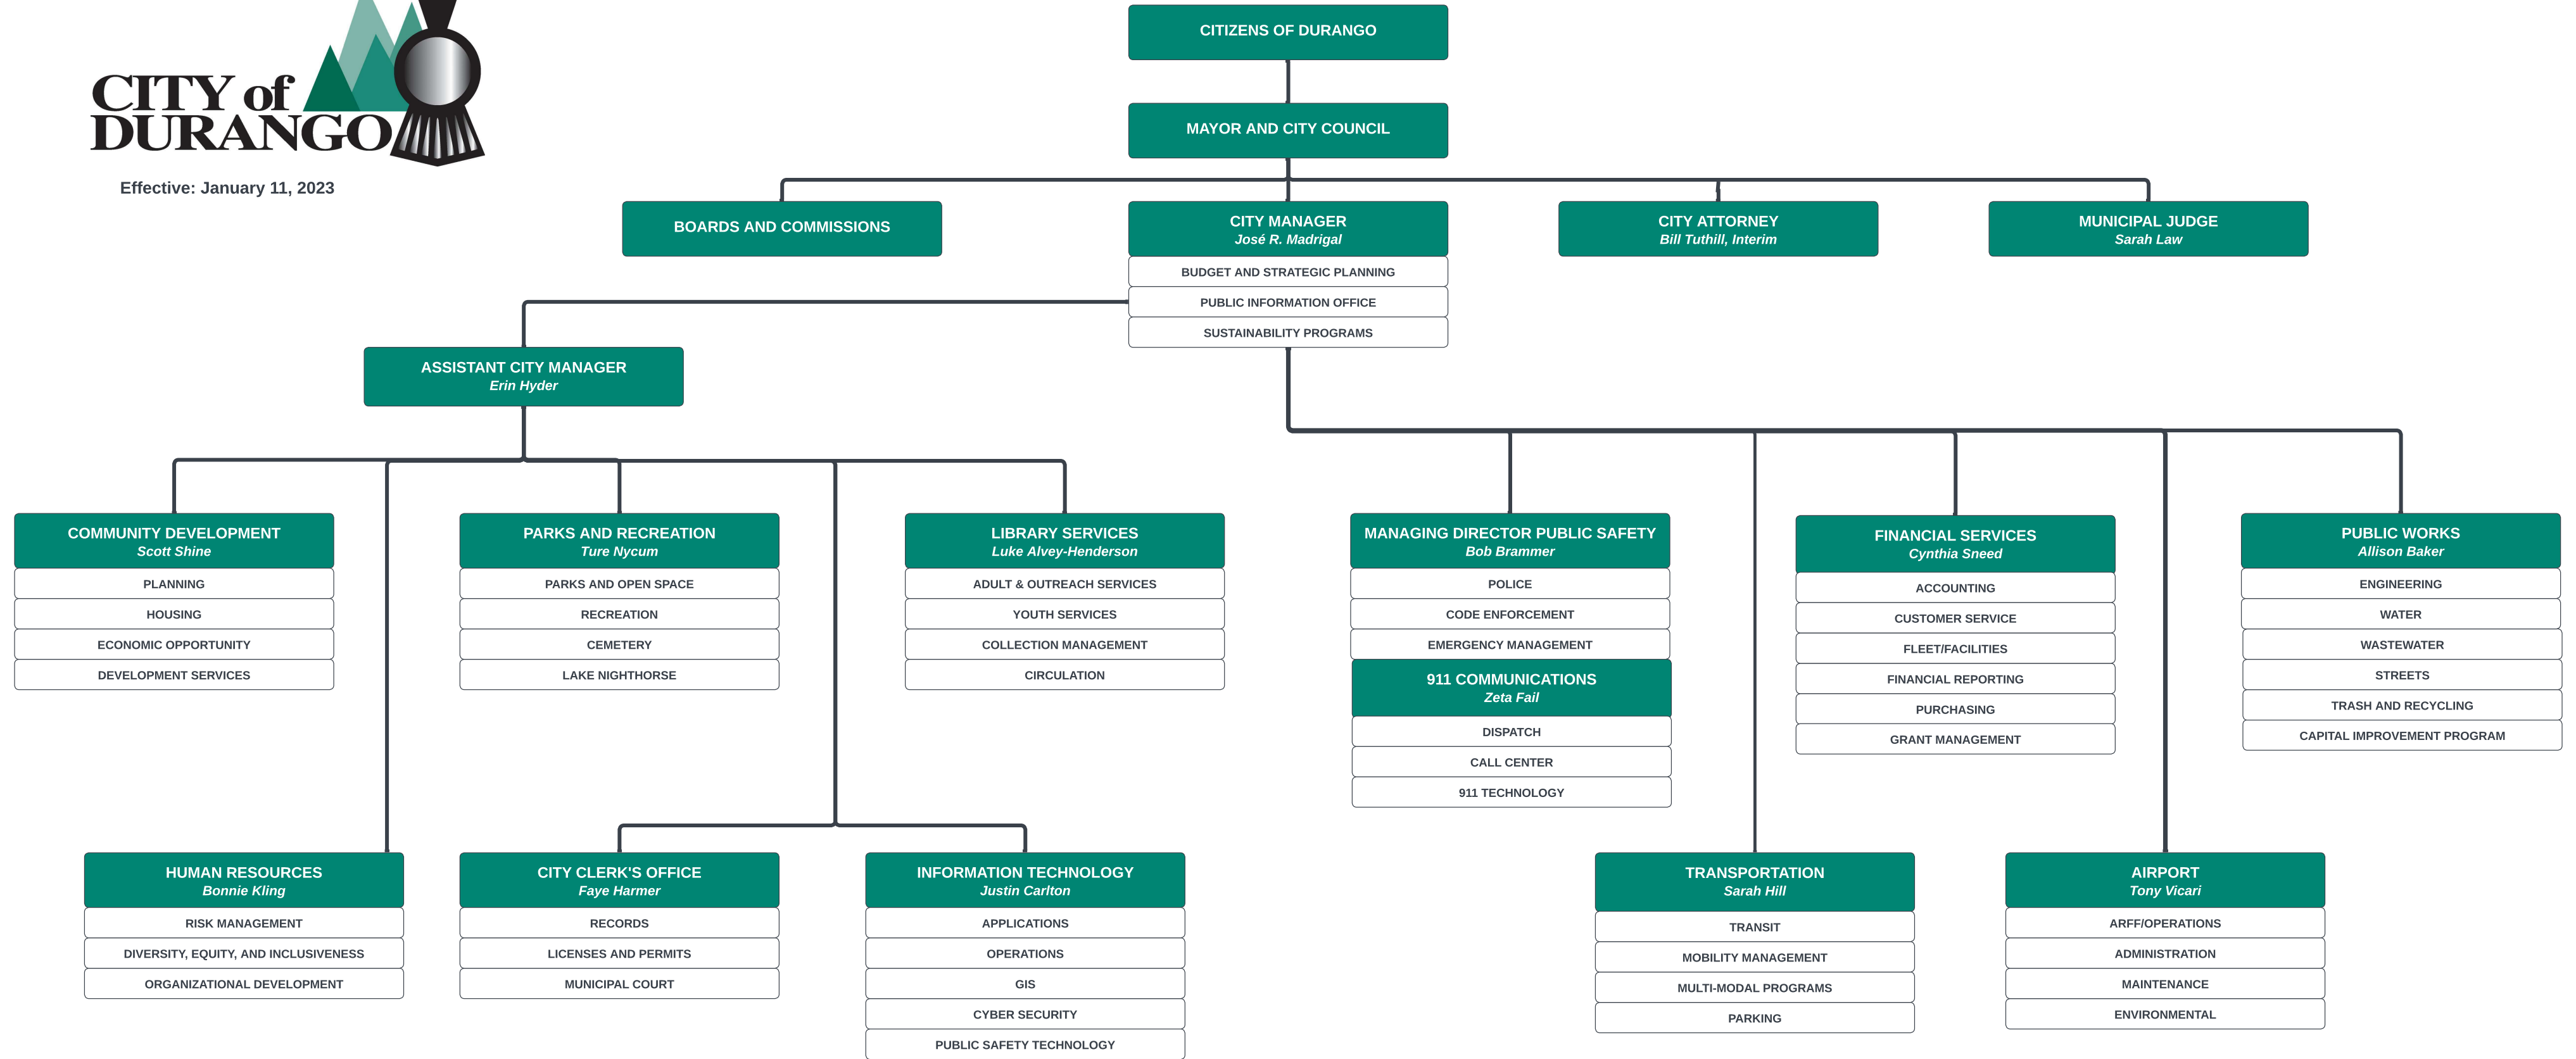 CITY of
DURANGO
Effective: January 11, 2023
CITIZENS OF DURANGO
MAYOR AND CITY COUNCIL
BOARDS AND COMMISSIONS
CITY MANAGER
José R. Madrigal
BUDGET AND STRATEGIC PLANNING
PUBLIC INFORMATION OFFICE
SUSTAINABILITY PROGRAMS
CITY ATTORNEY
Bill Tuthill, Interim
MUNICIPAL JUDGE
Sarah Law
ASSISTANT CITY MANAGER
Erin Hyder
COMMUNITY DEVELOPMENT
Scott Shine
PLANNING
HOUSING
ECONOMIC OPPORTUNITY
DEVELOPMENT SERVICES
PARKS AND RECREATION
Ture Nycum
PARKS AND OPEN SPACE
RECREATION
CEMETERY
LAKE NIGHTHORSE
LIBRARY SERVICES
Luke Alvey-Henderson
ADULT & OUTREACH SERVICES
YOUTH SERVICES
COLLECTION MANAGEMENT
CIRCULATION
MANAGING DIRECTOR PUBLIC SAFETY
Bob Brammer
POLICE
CODE ENFORCEMENT
EMERGENCY MANAGEMENT
911 COMMUNICATIONS
Zeta Fail
DISPATCH
CALL CENTER
911 TECHNOLOGY
FINANCIAL SERVICES
Cynthia Sneed
ACCOUNTING
CUSTOMER SERVICE
FLEET/FACILITIES
FINANCIAL REPORTING
PURCHASING
GRANT MANAGEMENT
PUBLIC WORKS
Allison Baker
ENGINEERING
WATER
WASTEWATER
STREETS
TRASH AND RECYCLING
CAPITAL IMPROVEMENT PROGRAM
HUMAN RESOURCES
Bonnie Kling
RISK MANAGEMENT
DIVERSITY, EQUITY, AND INCLUSIVENESS
ORGANIZATIONAL DEVELOPMENT
CITY CLERK'S OFFICE
Faye Harmer
RECORDS
LICENSES AND PERMITS
MUNICIPAL COURT
INFORMATION TECHNOLOGY
Justin Carlton
APPLICATIONS
OPERATIONS
GIS
CYBER SECURITY
PUBLIC SAFETY TECHNOLOGY
TRANSPORTATION
Sarah Hill
TRANSIT
MOBILITY MANAGEMENT
MULTI-MODAL PROGRAMS
PARKING
AIRPORT
Tony Vicari
ARFF/OPERATIONS
ADMINISTRATION
MAINTENANCE
ENVIRONMENTAL